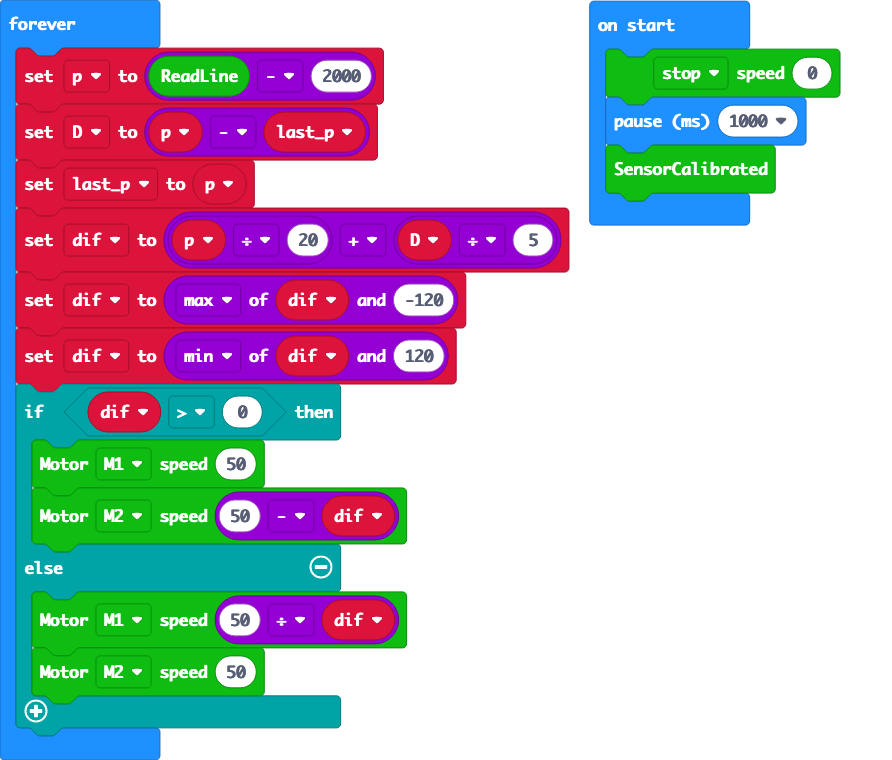 forever
set p to ReadLine - 2000
set D to p - last_p
set last_p to p
set dif to p ÷ 20 + D ÷ 5
set dif to max of dif and -120
set dif to min of dif and 120
if dif > 0 then
Motor M1 speed 50
Motor M2 speed 50 - dif
else
Motor M1 speed 50 ÷ dif
Motor M2 speed 50
on start
stop speed 0
pause (ms) 1000
SensorCalibrated